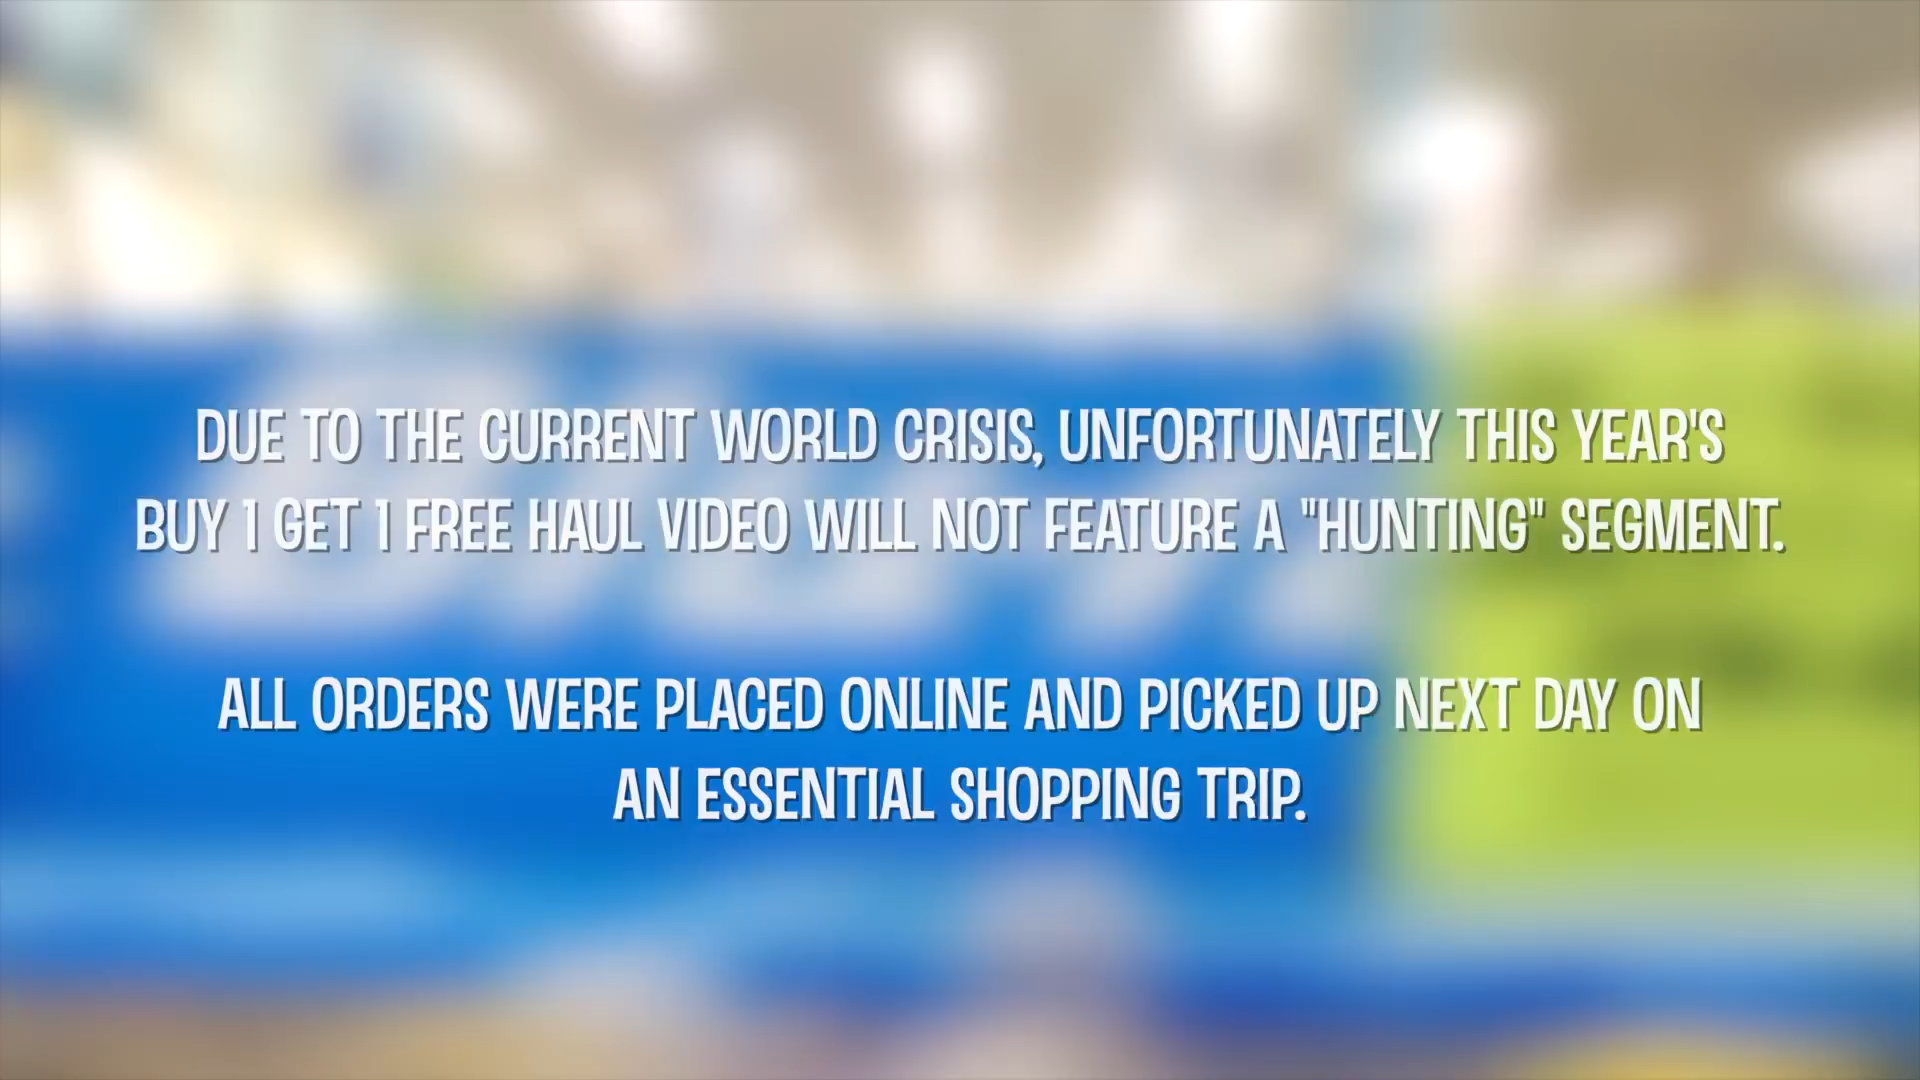 DUE TO THE CURRENT WORLD CRISIS, UNFORTUNATELY THIS YEAR'S
BUY 1 GET 1 FREE HAUL VIDEO WILL NOT FEATURE A "HUNTING" SEGMENT.
ALL ORDERS WERE PLACED ONLINE AND PICKED UP NEXT DAY ON
AN ESSENTIAL SHOPPING TRIP.